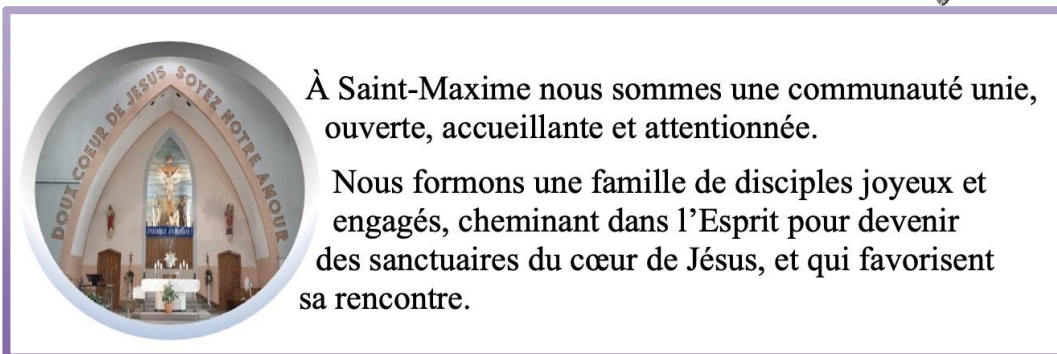 DOUX COEUR DE JESUS SOYEZ NOTRE AMOUR
À Saint-Maxime nous sommes une communauté unie,
ouverte, accueillante et attentionnée.
Nous formons une famille de disciples joyeux et
engagés, cheminant dans l’Esprit pour devenir
des sanctuaires du cœur de Jésus, et qui favorisent
sa rencontre.